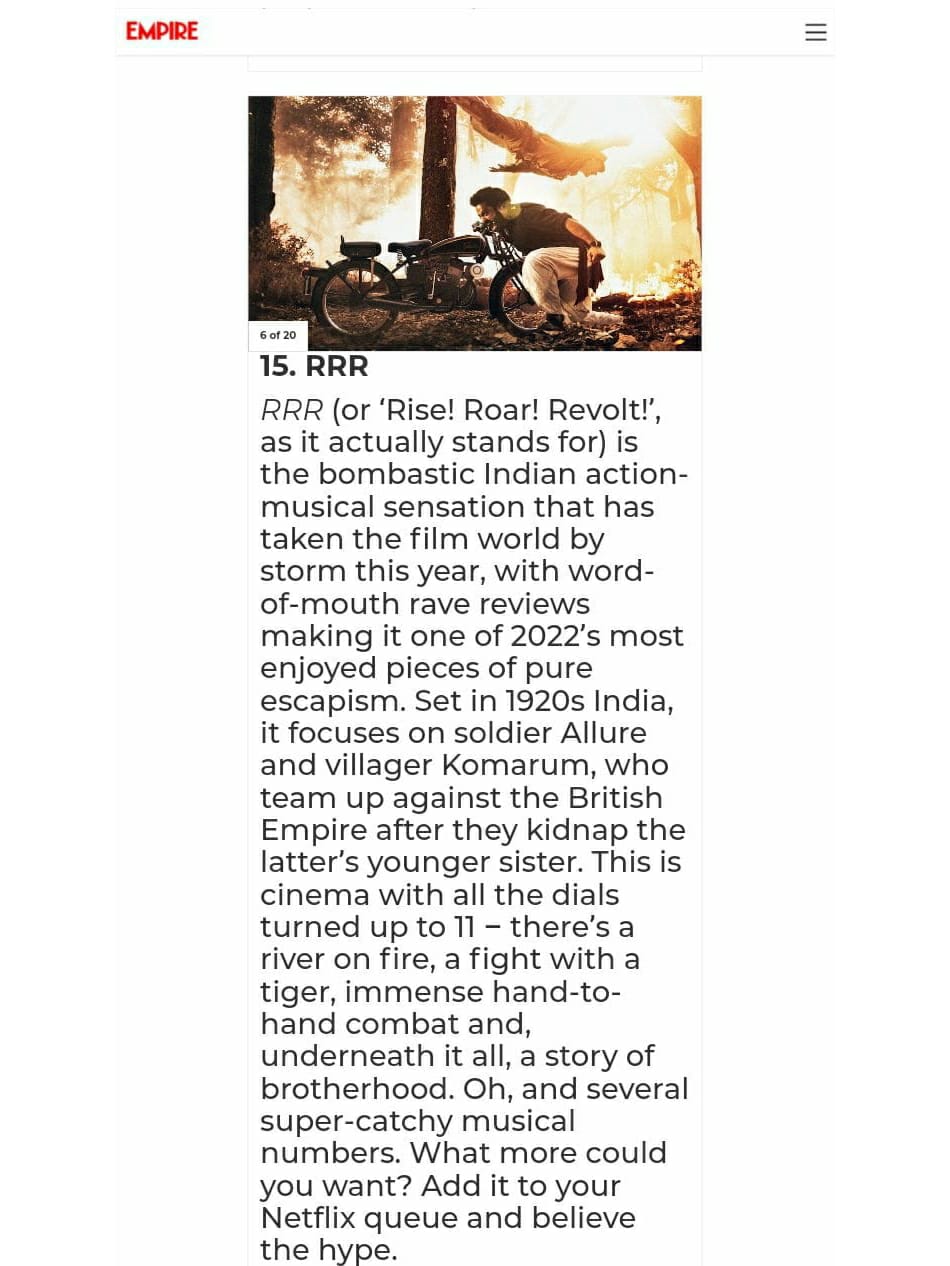 EMPIRE
6 of 20
15. RRR
RRR (or ‘Rise! Roar! Revolt!’,
as it actually stands for) is
the bombastic Indian action-
musical sensation that has
taken the film world by
storm this year, with word-
of-mouth rave reviews
making it one of 2022’s most
enjoyed pieces of pure
escapism. Set in 1920s India,
it focuses on soldier Allure
and villager Komarum, who
team up against the British
Empire after they kidnap the
latter’s younger sister. This is
cinema with all the dials
turned up to 11 – there’s a
river on fire, a fight with a
tiger, immense hand-to-
hand combat and,
underneath it all, a story of
brotherhood. Oh, and several
super-catchy musical
numbers. What more could
you want? Add it to your
Netflix queue and believe
the hype.